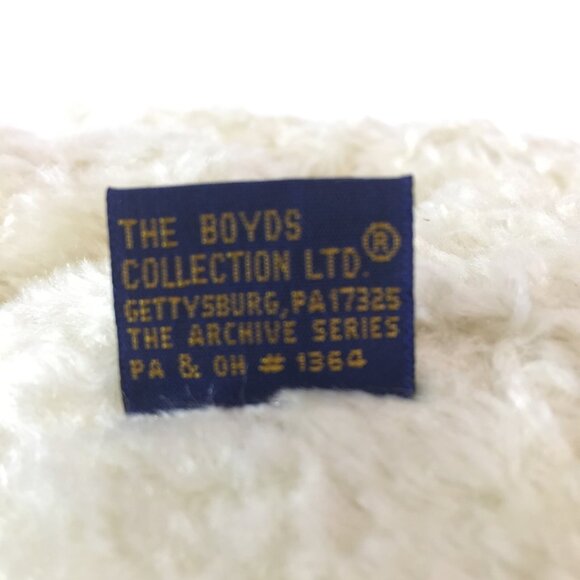 THE BOYDS
COLLECTION LTD.®
GETTYSBURG, PA 17325
THE ARCHIVE SERIES
PA & OH # 1364